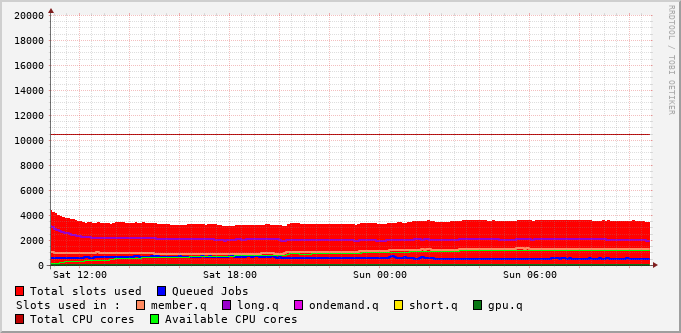 RRDTOOL / TOBI OETIKER
20000
18000
16000
14000
12000
10000
8000
6000
4000
2000
0
Sat 12:00 Sat 18:00 Sun 00:00 Sun 06:00
Total slots used Queued Jobs
Slots used in : member.q long.q ondemand.q short.q gpu.q
Total CPU cores Available CPU cores